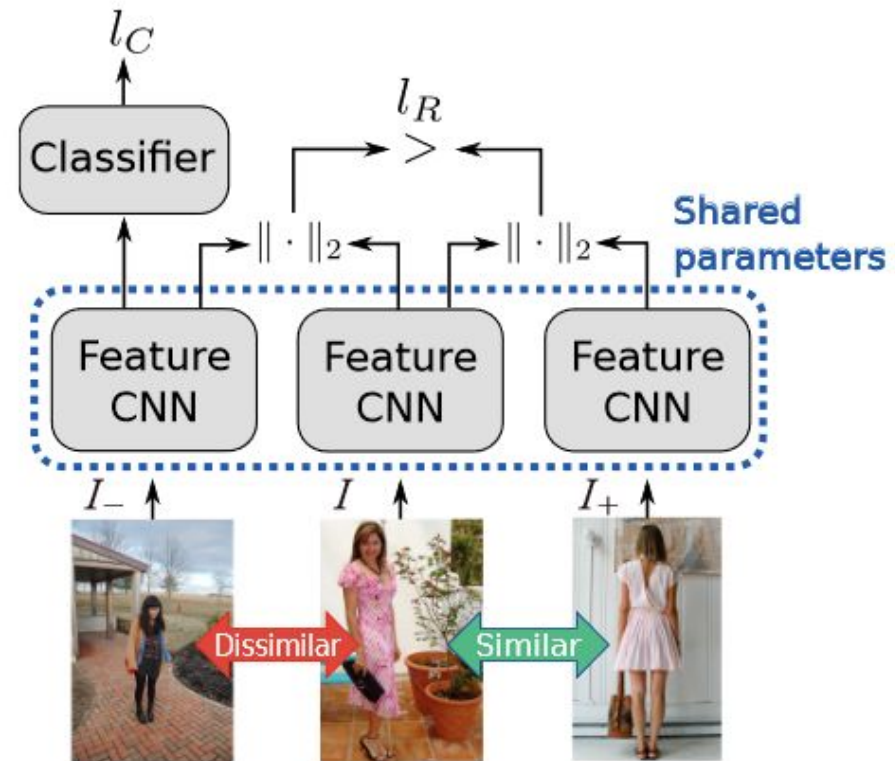 l_C
l_R
Classifier
>
‖ · ‖₂
‖ · ‖₂
Shared
parameters
Feature
CNN
Feature
CNN
Feature
CNN
I₋
I
I₊
Dissimilar
Similar